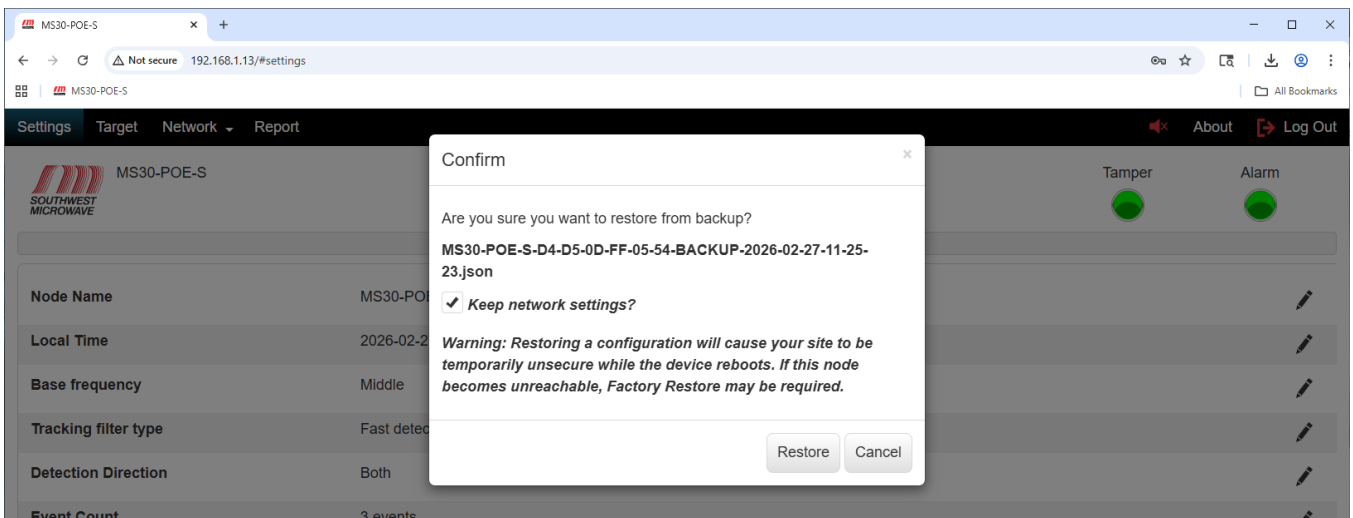 MS30-POE-S
Not secure 192.168.1.13/#settings
MS30-POE-S All Bookmarks
Settings Target Network Report About Log Out
Confirm
MS30-POE-S Tamper Alarm
SOUTHWEST
MICROWAVE
Are you sure you want to restore from backup?
MS30-POE-S-D4-D5-0D-FF-05-54-BACKUP-2026-02-27-11-25-
23.json
Keep network settings?
Warning: Restoring a configuration will cause your site to be
temporarily unsecure while the device reboots. If this node
becomes unreachable, Factory Restore may be required.
Restore Cancel
Node Name MS30-POE
Local Time 2026-02-2
Base frequency Middle
Tracking filter type Fast detec
Detection Direction Both
Event Count 3 events